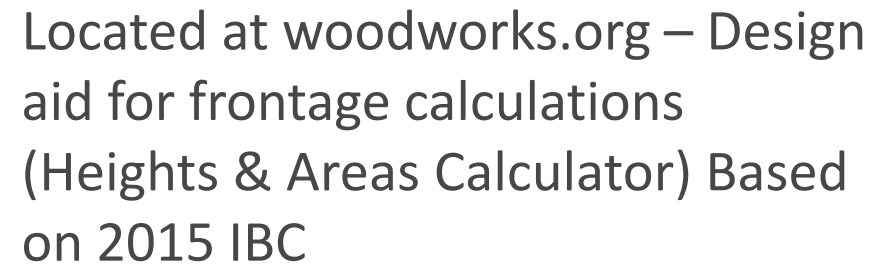 Located at woodworks.org – Design
aid for frontage calculations
(Heights & Areas Calculator) Based
on 2015 IBC